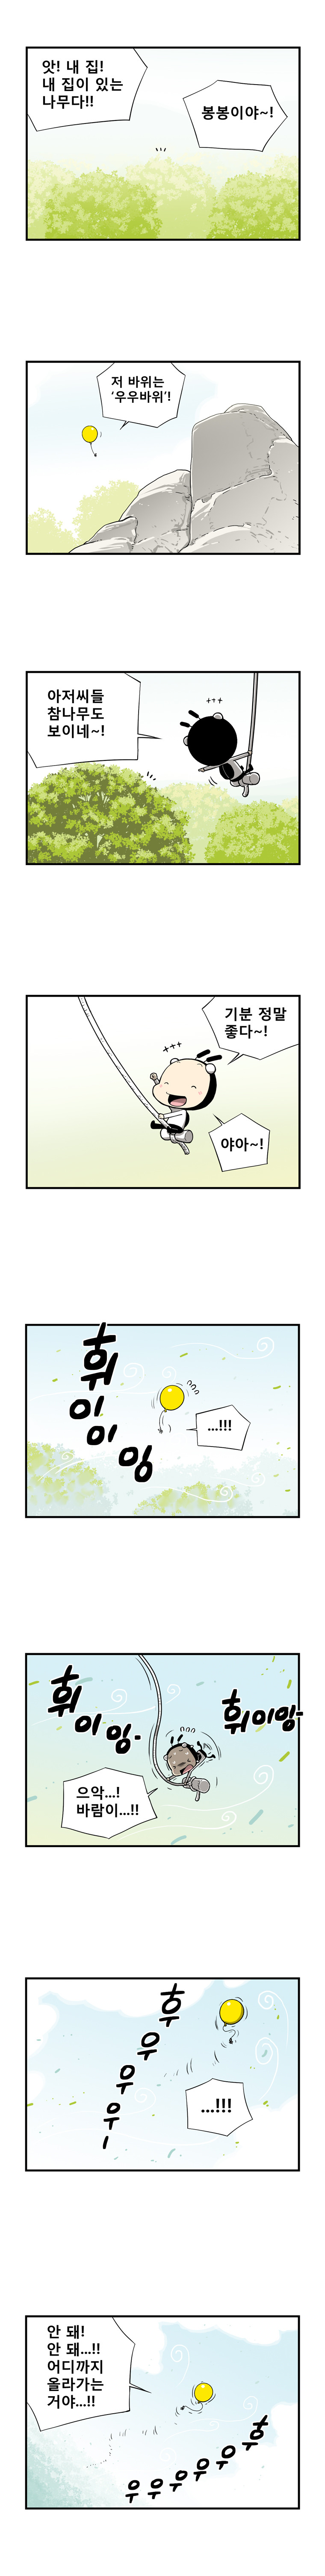 앗! 내 집!
내 집이 있는
나무다!!
봉봉이야~!
저 바위는
‘우우바위’!
아저씨들
참나무도
보이네~!
기분 정말
좋다~!
야아~!
휘이이잉
...!!!
휘이잉-
휘이잉-
으악...!
바람이...!!
후우우우-
...!!!
안 돼!
안 돼...!!
어디까지
올라가는
거야...!!
후우우우우우